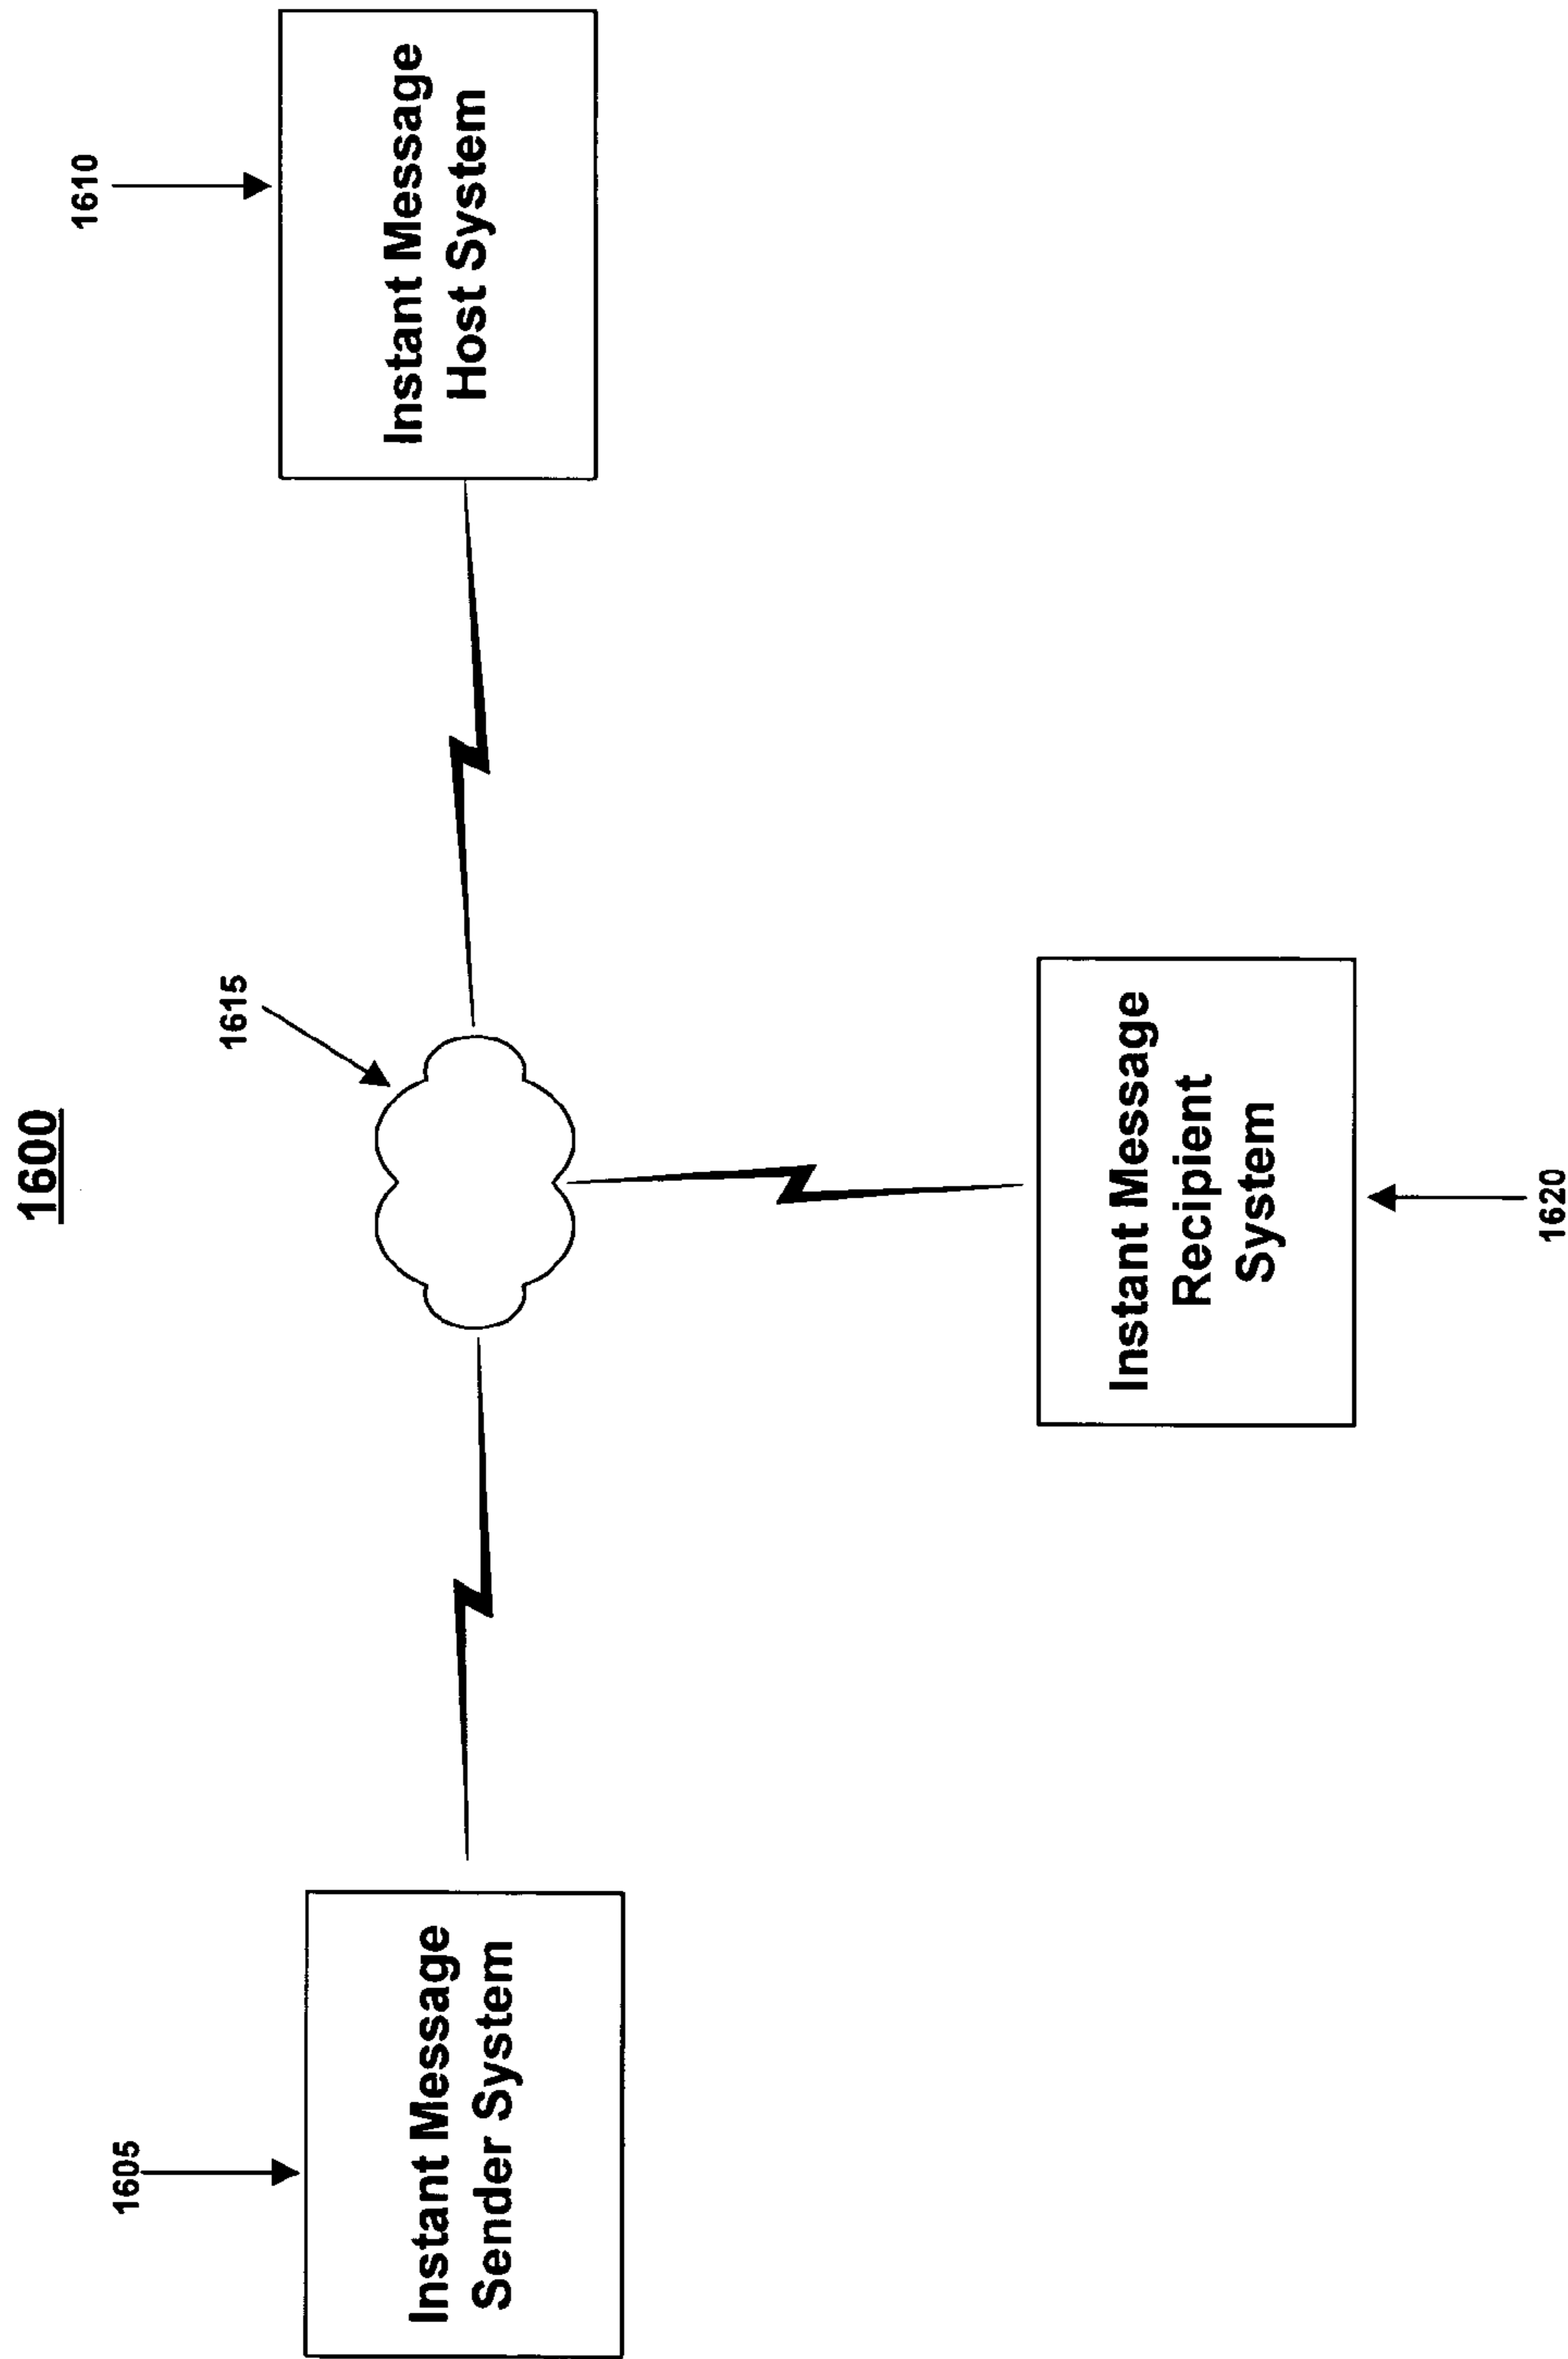 1600
1605
Instant Message
Sender System
1615
1610
Instant Message
Host System
Instant Message
Recipient
System
1620